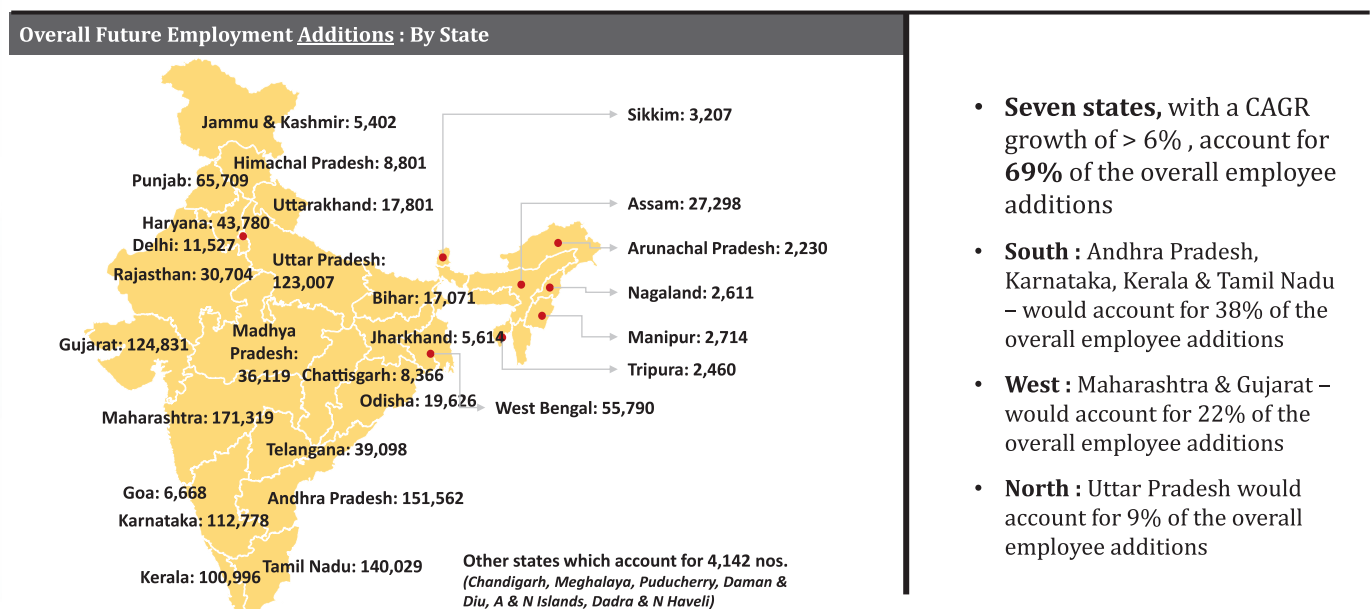 Overall Future Employment Additions : By State
Jammu & Kashmir: 5,402
Himachal Pradesh: 8,801
Punjab: 65,709
Uttarakhand: 17,801
Haryana: 43,780
Delhi: 11,527
Rajasthan: 30,704
Uttar Pradesh:
123,007
Bihar: 17,071
Gujarat: 124,831
Madhya
Pradesh:
36,119
Jharkhand: 5,614
Chattisgarh: 8,366
Odisha: 19,626
Maharashtra: 171,319
Telangana: 39,098
Goa: 6,668
Andhra Pradesh: 151,562
Karnataka: 112,778
Tamil Nadu: 140,029
Kerala: 100,996
Sikkim: 3,207
Assam: 27,298
Arunachal Pradesh: 2,230
Nagaland: 2,611
Manipur: 2,714
Tripura: 2,460
West Bengal: 55,790
Other states which account for 4,142 nos.
(Chandigarh, Meghalaya, Puducherry, Daman &
Diu, A & N Islands, Dadra & N Haveli)
• Seven states, with a CAGR
growth of > 6% , account for
69% of the overall employee
additions
• South : Andhra Pradesh,
Karnataka, Kerala & Tamil Nadu
– would account for 38% of the
overall employee additions
• West : Maharashtra & Gujarat –
would account for 22% of the
overall employee additions
• North : Uttar Pradesh would
account for 9% of the overall
employee additions